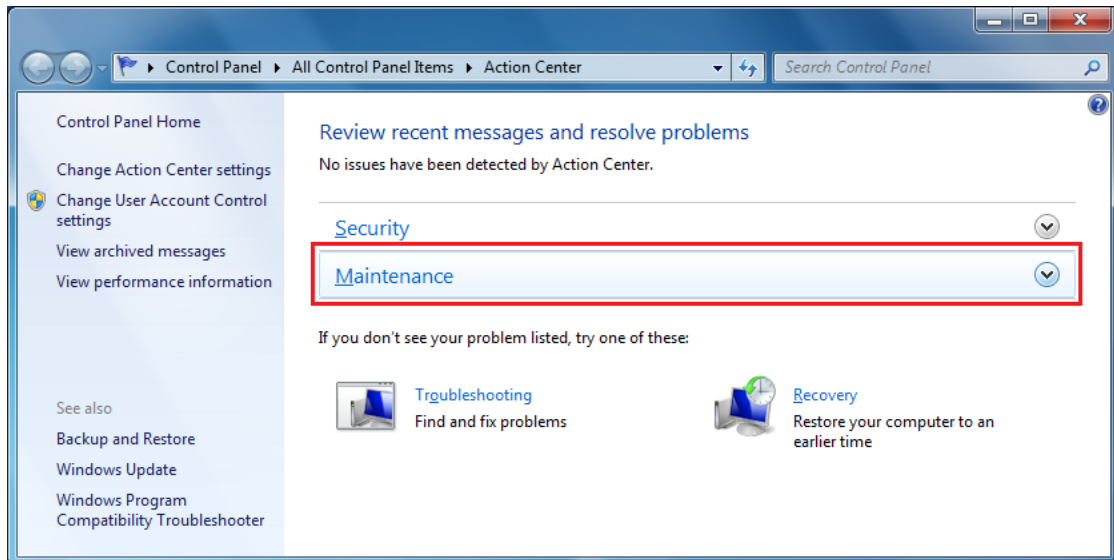 Control Panel All Control Panel Items Action Center Search Control Panel
Control Panel Home
Change Action Center settings
Change User Account Control
settings
View archived messages
View performance information
See also
Backup and Restore
Windows Update
Windows Program
Compatibility Troubleshooter
Review recent messages and resolve problems
No issues have been detected by Action Center.
Security
Maintenance
If you don't see your problem listed, try one of these:
Troubleshooting
Find and fix problems
Recovery
Restore your computer to an
earlier time